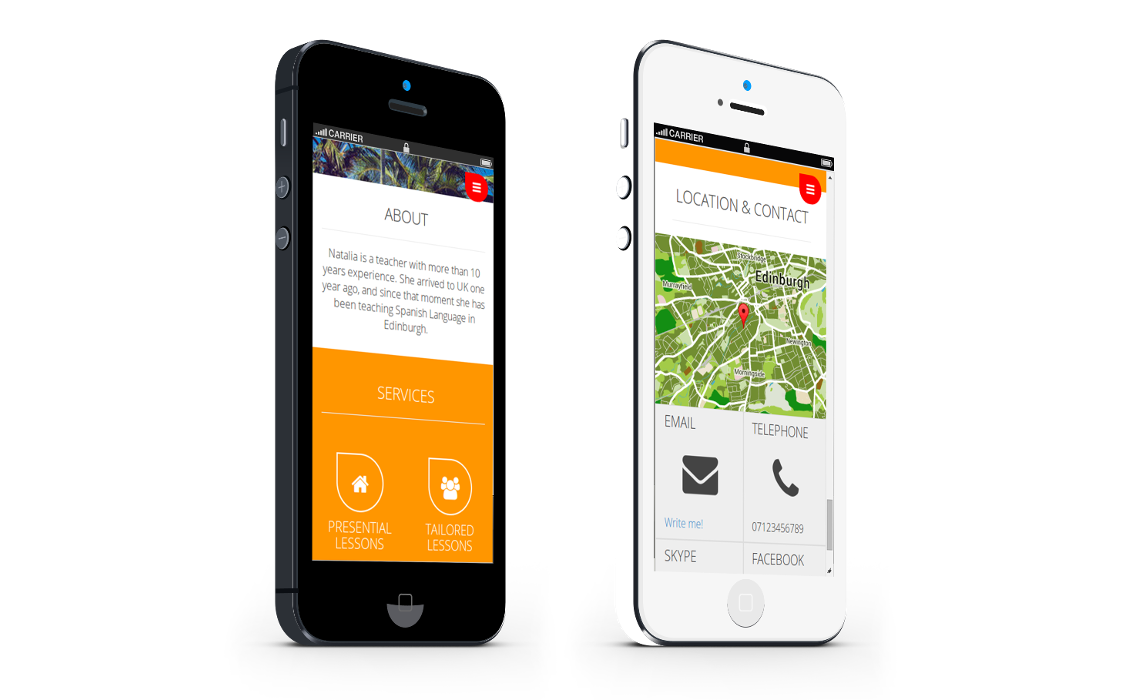 CARRIER
ABOUT
Natalia is a teacher with more than 10
years experience. She arrived to UK one
year ago, and since that moment she has
been teaching Spanish Language in
Edinburgh.
SERVICES
PRESENTIAL
LESSONS
TAILORED
LESSONS
CARRIER
LOCATION & CONTACT
Stockbridge
Edinburgh
Murrayfield
Newington
Morningside
EMAIL
TELEPHONE
Write me!
07123456789
SKYPE
FACEBOOK